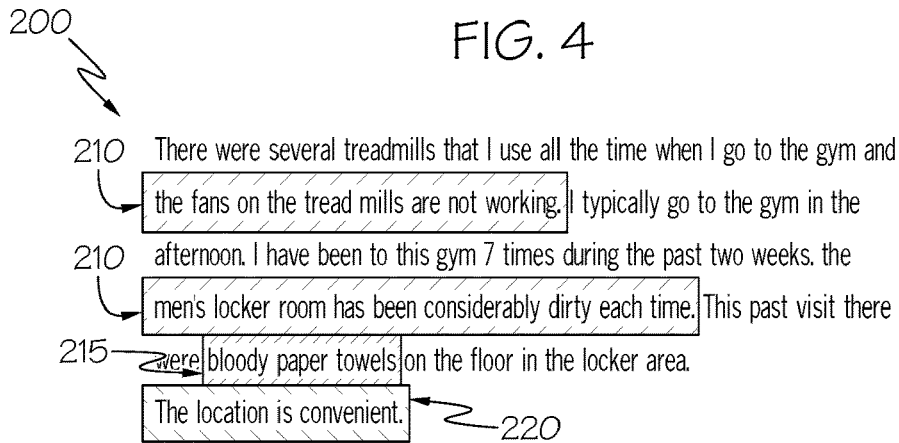 200
FIG. 4
210 There were several treadmills that I use all the time when I go to the gym and
the fans on the tread mills are not working. I typically go to the gym in the
210 afternoon. I have been to this gym 7 times during the past two weeks. the
men's locker room has been considerably dirty each time. This past visit there
215 were bloody paper towels on the floor in the locker area.
The location is convenient. 220